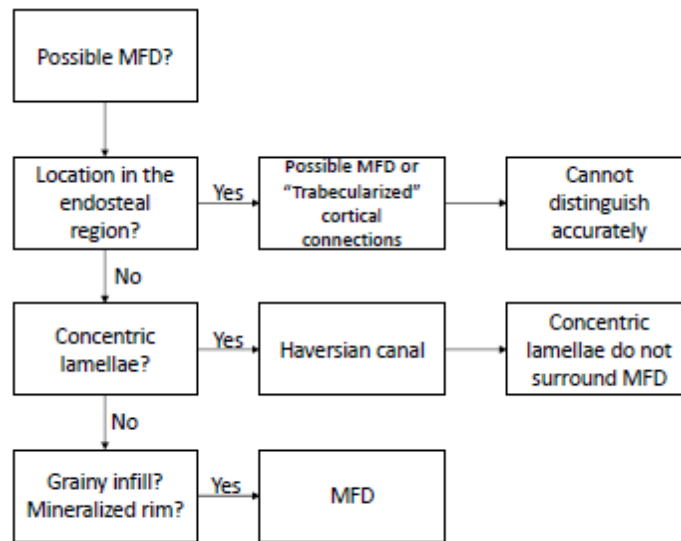 Possible MFD?
Location in the
endosteal
region?
Yes
Possible MFD or
“Trabecularized”
cortical
connections
Cannot
distinguish
accurately
No
Concentric
lamellae?
Yes
Haversian canal
Concentric
lamellae do not
surround MFD
No
Grainy infill?
Mineralized rim?
Yes
MFD